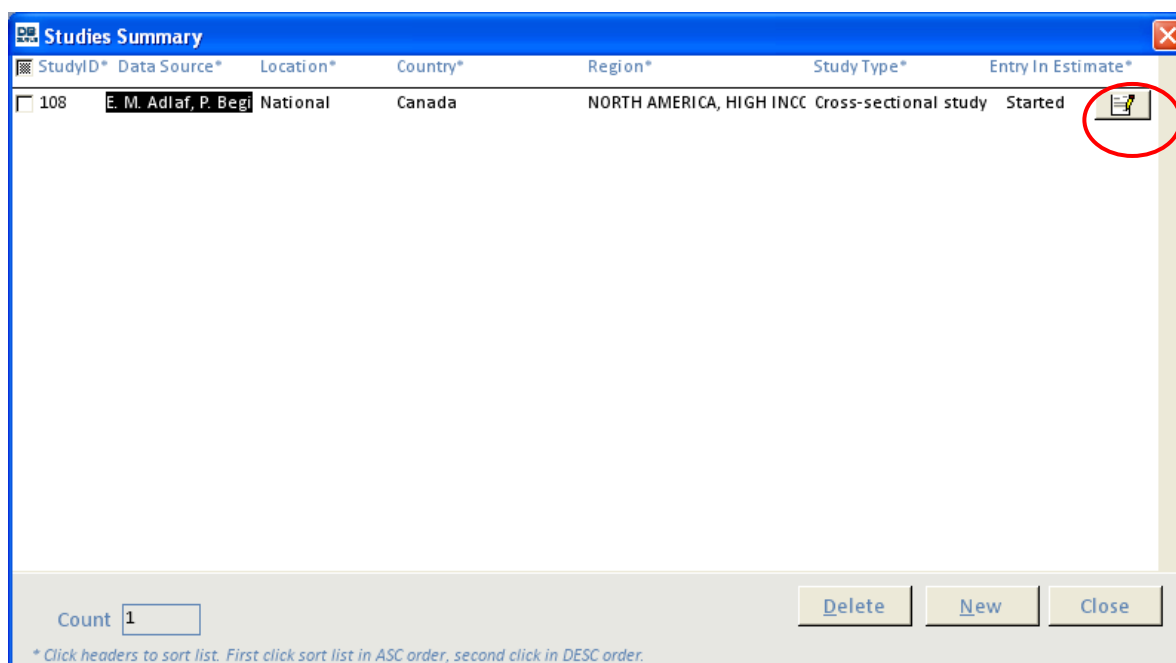 Studies Summary
StudyID* Data Source* Location* Country* Region* Study Type* Entry In Estimate*
108 E. M. Adlaf, P. Begi National Canada NORTH AMERICA, HIGH INCC Cross-sectional study Started
Delete New Close
Count 1
* Click headers to sort list. First click sort list in ASC order, second click in DESC order.